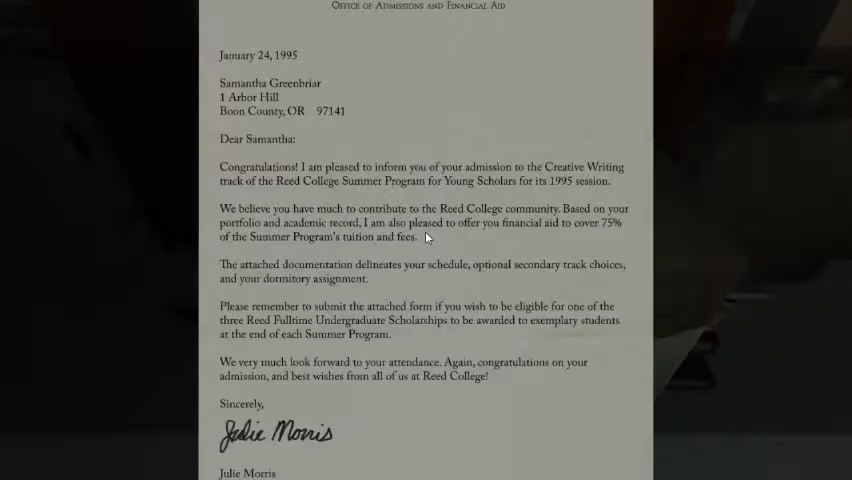 Office of Admissions and Financial Aid
January 24, 1995
Samantha Greenbriar
1 Arbor Hill
Boon County, OR 97141
Dear Samantha:
Congratulations! I am pleased to inform you of your admission to the Creative Writing
track of the Reed College Summer Program for Young Scholars for its 1995 session.
We believe you have much to contribute to the Reed College community. Based on your
portfolio and academic record, I am also pleased to offer you financial aid to cover 75%
of the Summer Program's tuition and fees.
The attached documentation delineates your schedule, optional secondary track choices,
and your dormitory assignment.
Please remember to submit the attached form if you wish to be eligible for one of the
three Reed Fulltime Undergraduate Scholarships to be awarded to exemplary students
at the end of each Summer Program.
We very much look forward to your attendance. Again, congratulations on your
admission, and best wishes from all of us at Reed College!
Sincerely,
Julie Morris
Julie Morris